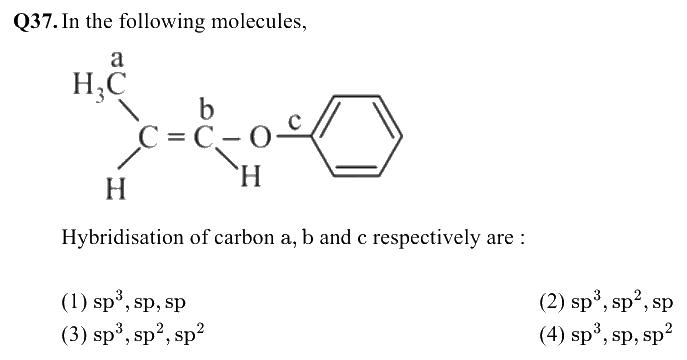 Q37. In the following molecules,
a
H₃C
b
c
C = C – O
H
H
Hybridisation of carbon a, b and c respectively are :
(1) sp³, sp, sp
(2) sp³, sp², sp
(3) sp³, sp², sp²
(4) sp³, sp, sp²